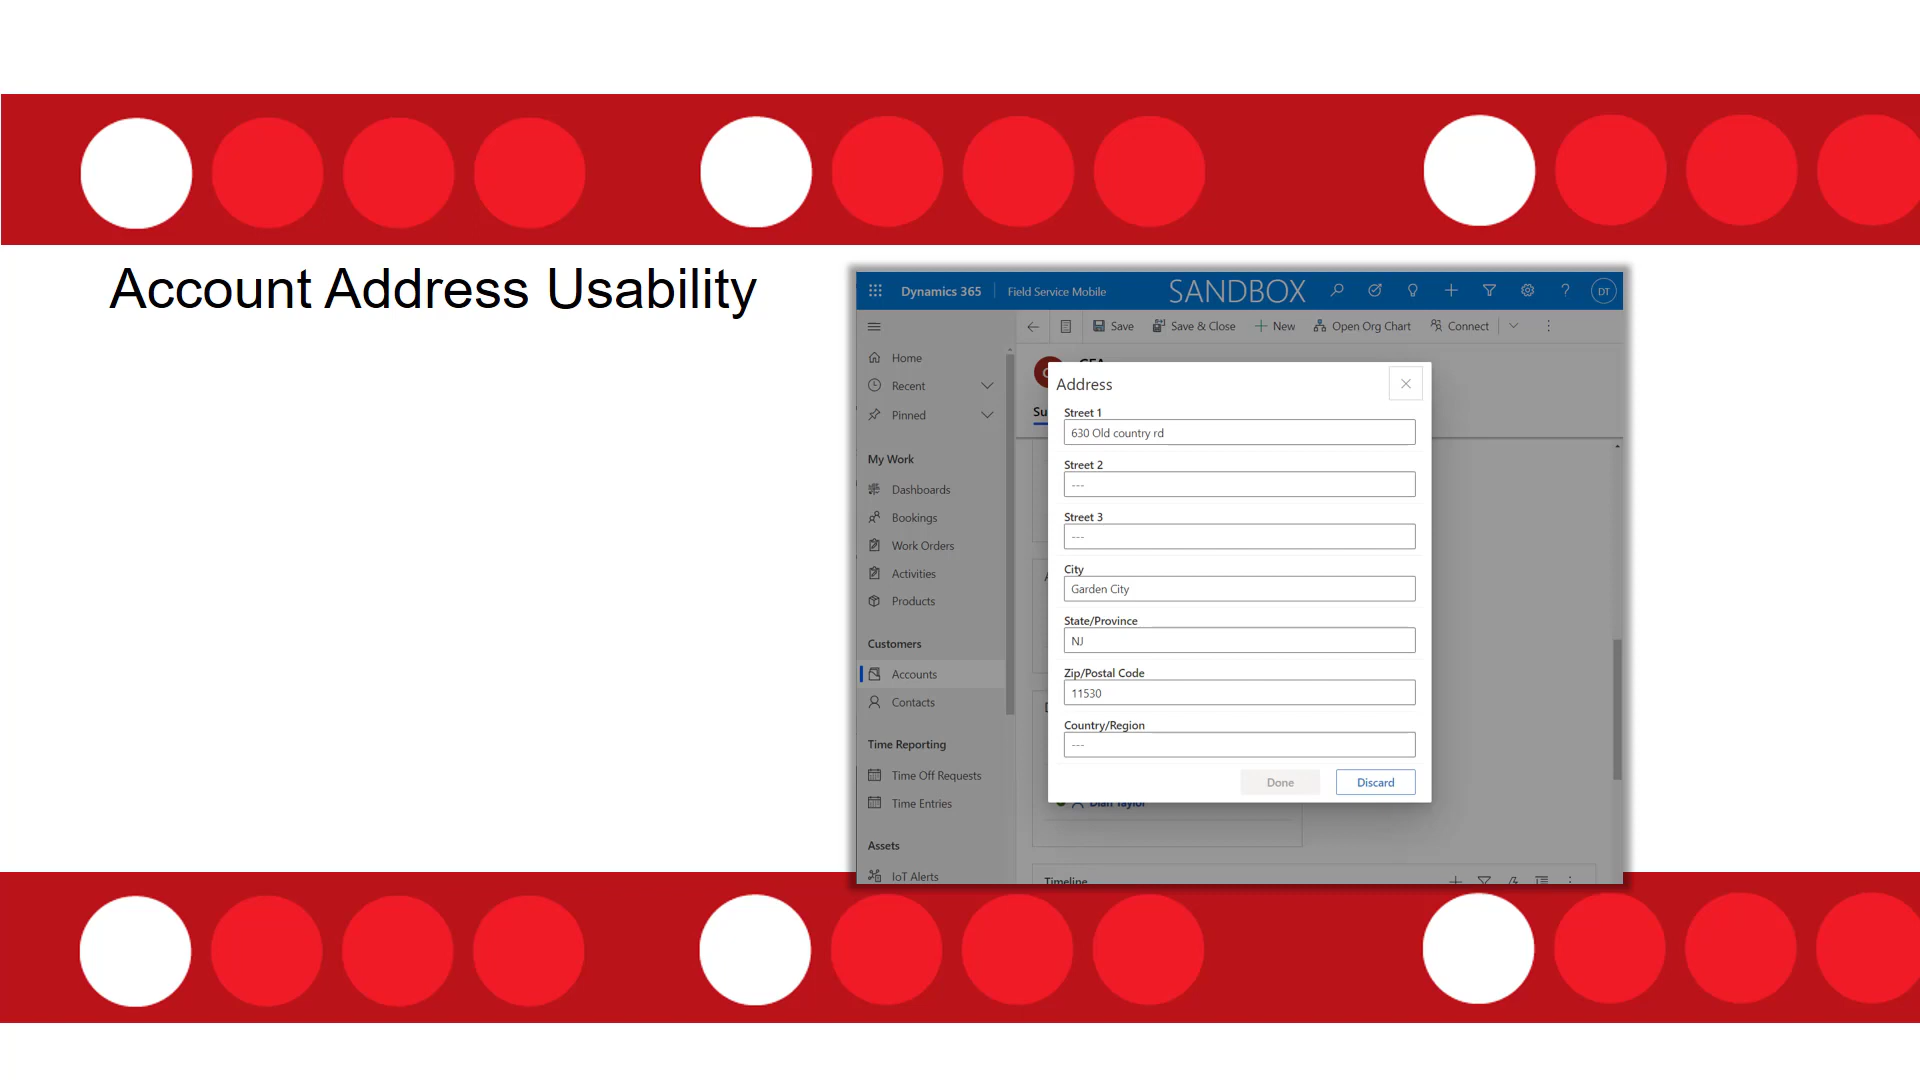 Account Address Usability
Dynamics 365
Field Service Mobile
SANDBOX
DT
Save
Save & Close
New
Open Org Chart
Connect
Home
Recent
Pinned
My Work
Dashboards
Bookings
Work Orders
Activities
Products
Customers
Accounts
Contacts
Time Reporting
Time Off Requests
Time Entries
Assets
IoT Alerts
Su
Address
Street 1
630 Old country rd
Street 2
---
Street 3
---
City
Garden City
State/Province
NJ
Zip/Postal Code
11530
Country/Region
---
Done
Discard
Dian Taylor
Timeline